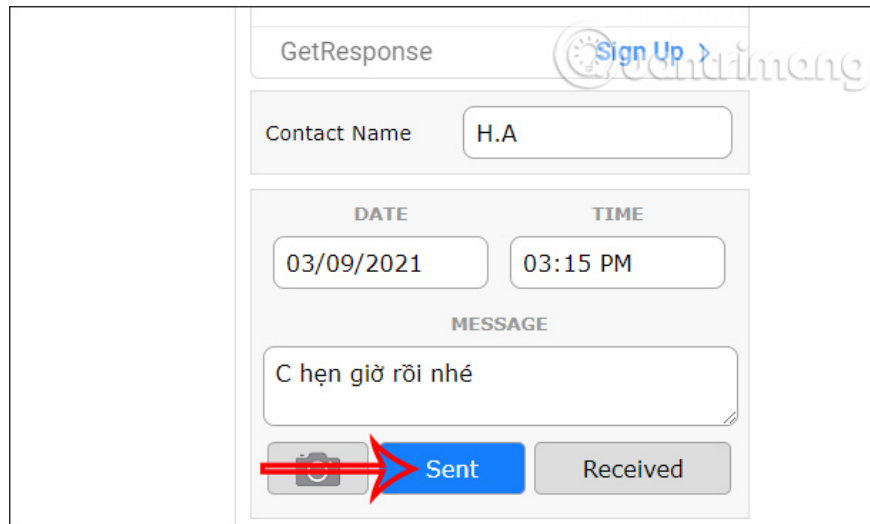 GetResponse Sign Up >
Quantrimang
Contact Name H.A
DATE TIME
03/09/2021 03:15 PM
MESSAGE
C hẹn giờ rồi nhé
Sent Received